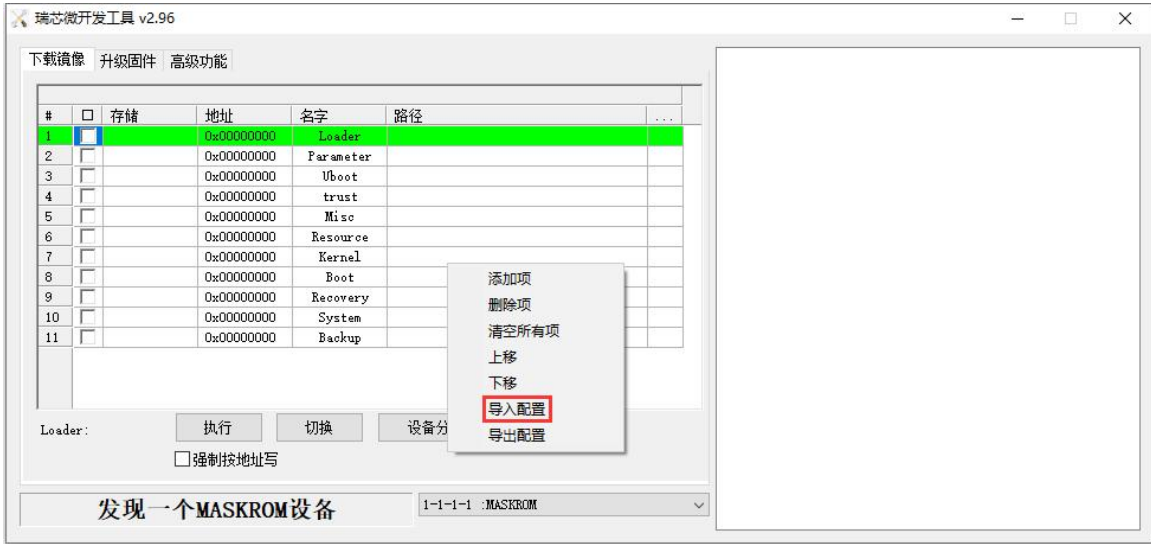 瑞芯微开发工具 v2.96
下载镜像 升级固件 高级功能
# 存储 地址 名字 路径 ...
1 0x00000000 Loader
2 0x00000000 Parameter
3 0x00000000 Uboot
4 0x00000000 trust
5 0x00000000 Misc
6 0x00000000 Resource
7 0x00000000 Kernel
8 0x00000000 Boot
9 0x00000000 Recovery
10 0x00000000 System
11 0x00000000 Backup
添加项
删除项
清空所有项
上移
下移
导入配置
导出配置
Loader: 执行 切换 设备分
强制按地址写
发现一个MASKROM设备 1-1-1-1 :MASKROM